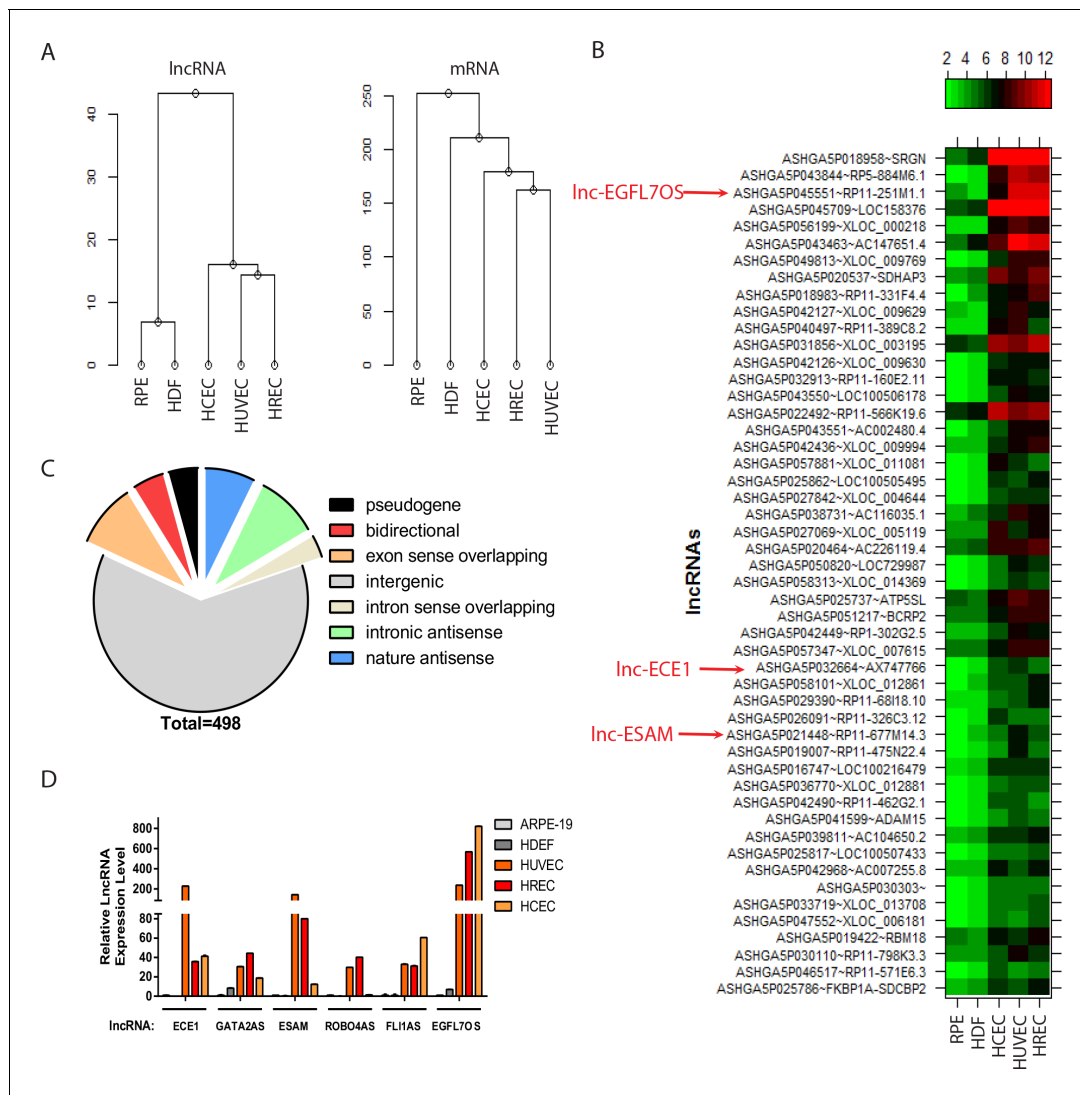 A
lncRNA
mRNA
0 10 20 30 40
RPE HDF HCEC HUVEC HREC
0 50 100 150 200 250
RPE HDF HCEC HREC HUVEC
B
2 4 6 8 10 12
lncRNAs
ASHGA5P018958~SRGN
ASHGA5P043844~RP5-884M6.1
lnc-EGFL7OS
ASHGA5P045551~RP11-251M1.1
ASHGA5P045709~LOC158376
ASHGA5P056199~XLOC_000218
ASHGA5P043463~AC147651.4
ASHGA5P049813~XLOC_009769
ASHGA5P020537~SDHAP3
ASHGA5P018983~RP11-331F4.4
ASHGA5P042127~XLOC_009629
ASHGA5P040497~RP11-389C8.2
ASHGA5P031856~XLOC_003195
ASHGA5P042126~XLOC_009630
ASHGA5P032913~RP11-160E2.11
ASHGA5P043550~LOC100506178
ASHGA5P022492~RP11-566K19.6
ASHGA5P043551~AC002480.4
ASHGA5P042436~XLOC_009994
ASHGA5P057881~XLOC_011081
ASHGA5P025862~LOC100505495
ASHGA5P027842~XLOC_004644
ASHGA5P038731~AC116035.1
ASHGA5P027069~XLOC_005119
ASHGA5P020464~AC226119.4
ASHGA5P050820~LOC729987
ASHGA5P058313~XLOC_014369
ASHGA5P025737~ATP5SL
ASHGA5P051217~BCRP2
ASHGA5P042449~RP1-302G2.5
ASHGA5P057347~XLOC_007615
lnc-ECE1
ASHGA5P032664~AX747766
ASHGA5P058101~XLOC_012861
ASHGA5P029390~RP11-68I18.10
ASHGA5P026091~RP11-326C3.12
lnc-ESAM
ASHGA5P021448~RP11-677M14.3
ASHGA5P019007~RP11-475N22.4
ASHGA5P016747~LOC100216479
ASHGA5P036770~XLOC_012881
ASHGA5P042490~RP11-462G2.1
ASHGA5P041599~ADAM15
ASHGA5P039811~AC104650.2
ASHGA5P025817~LOC100507433
ASHGA5P042968~AC007255.8
ASHGA5P030303~
ASHGA5P033719~XLOC_013708
ASHGA5P047552~XLOC_006181
ASHGA5P019422~RBM18
ASHGA5P030110~RP11-798K3.3
ASHGA5P046517~RP11-571E6.3
ASHGA5P025786~FKBP1A-SDCBP2
RPE HDF HCEC HUVEC HREC
C
pseudogene
bidirectional
exon sense overlapping
intergenic
intron sense overlapping
intronic antisense
nature antisense
Total=498
D
Relative LncRNA
Expression Level
800
600
400
200
80
60
40
20
0
ARPE-19
HDEF
HUVEC
HREC
HCEC
lncRNA: ECE1 GATA2AS ESAM ROBO4AS FLI1AS EGFL7OS